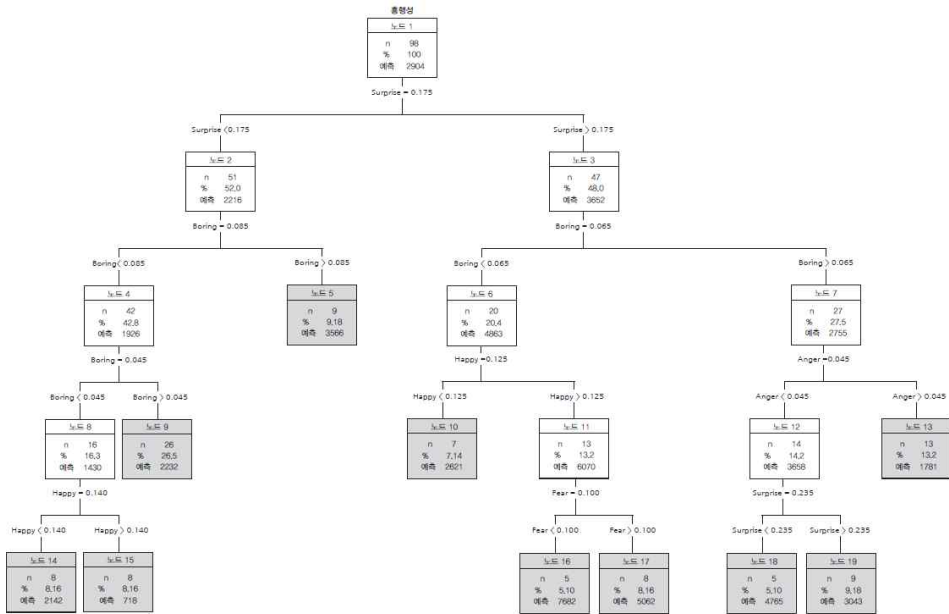 흥행성
노드 1
n 98
% 100
예측 2904
Surprise = 0.175
Surprise <0.175
Surprise > 0.175
노드 2
n 51
% 52.0
예측 2216
노드 3
n 47
% 48.0
예측 3652
Boring = 0.085
Boring = 0.065
Boring< 0.085
Boring > 0.085
Boring < 0.065
Boring > 0.065
노드 4
n 42
% 42.8
예측 1926
노드 5
n 9
% 9.18
예측 3566
노드 6
n 20
% 20.4
예측 4863
노드 7
n 27
% 27.5
예측 2755
Boring = 0.045
Happy = 0.125
Anger =0.045
Boring < 0.045
Boring > 0.045
Happy < 0.125
Happy > 0.125
Anger < 0.045
Anger > 0.045
노드 8
n 16
% 16.3
예측 1430
노드 9
n 26
% 26.5
예측 2232
노드 10
n 7
% 7.14
예측 2621
노드 11
n 13
% 13.2
예측 6070
노드 12
n 14
% 14.2
예측 3658
노드 13
n 13
% 13.2
예측 1781
Happy = 0.140
Fear = 0.100
Surprise = 0.235
Happy < 0.140
Happy > 0.140
Fear < 0.100
Fear > 0.100
Surprise < 0.235
Surprise > 0.235
노드 14
n 8
% 8.16
예측 2142
노드 15
n 8
% 8.16
예측 718
노드 16
n 5
% 5.10
예측 7682
노드 17
n 8
% 8.16
예측 5062
노드 18
n 5
% 5.10
예측 4765
노드 19
n 9
% 9.18
예측 3043